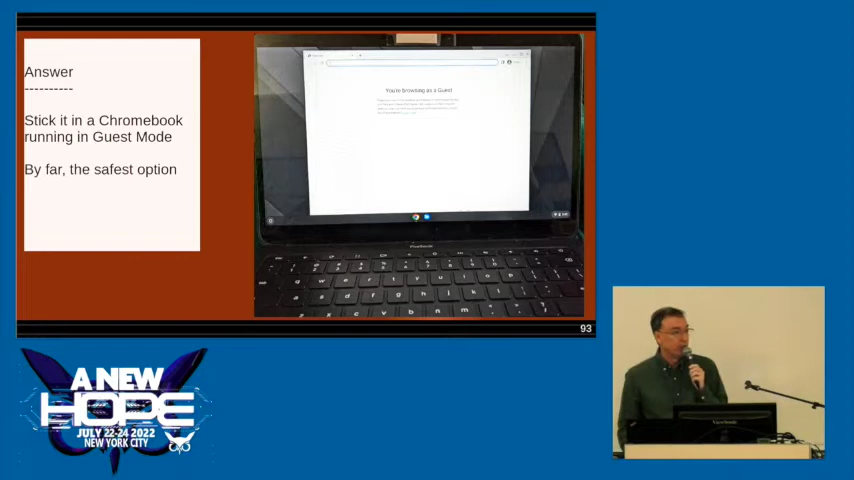 Answer
----------
Stick it in a Chromebook
running in Guest Mode
By far, the safest option
You're browsing as a Guest
93
A NEW
HOPE
JULY 22-24 2022
NEW YORK CITY